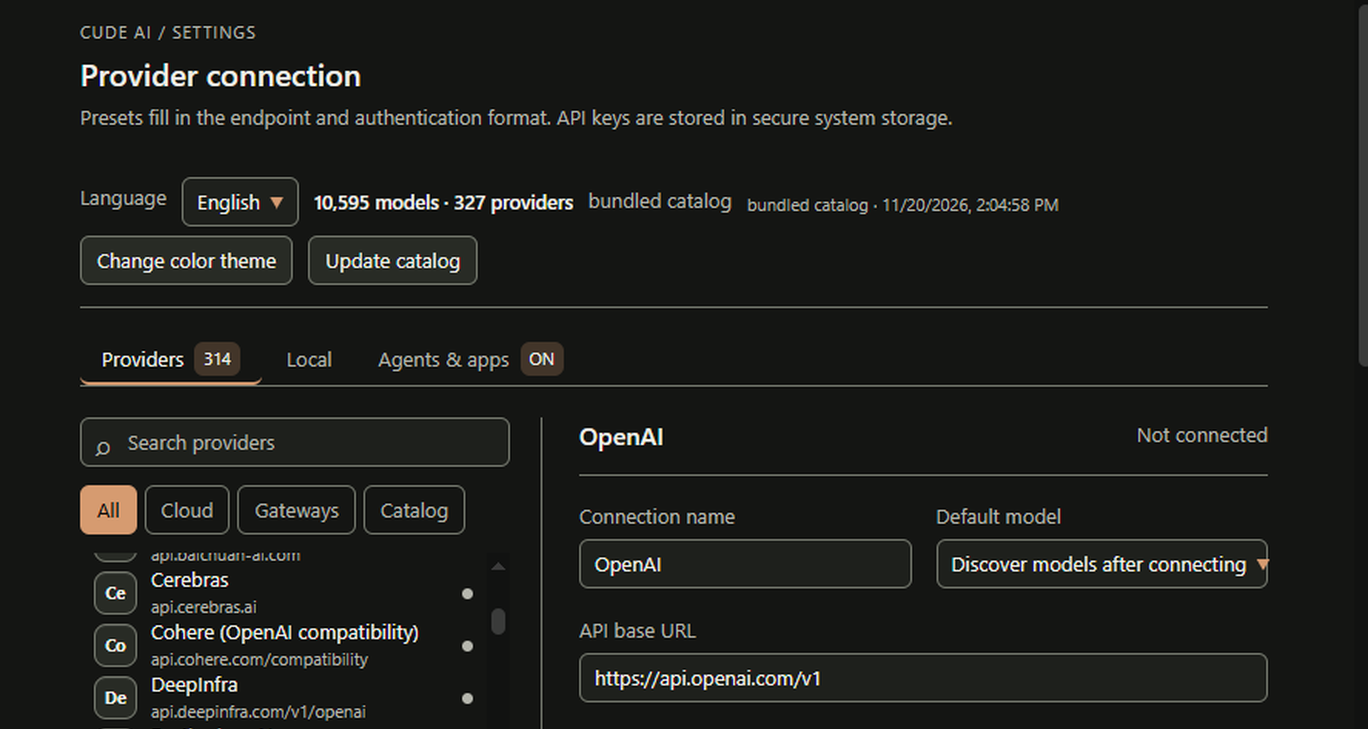 CUDE AI / SETTINGS
Provider connection
Presets fill in the endpoint and authentication format. API keys are stored in secure system storage.
Language English 10,595 models · 327 providers bundled catalog bundled catalog · 11/20/2026, 2:04:58 PM
Change color theme Update catalog
Providers 314 Local Agents & apps ON
Search providers
All Cloud Gateways Catalog
api.baichuan-ai.com
Ce Cerebras
api.cerebras.ai
Co Cohere (OpenAI compatibility)
api.cohere.com/compatibility
De DeepInfra
api.deepinfra.com/v1/openai
OpenAI Not connected
Connection name Default model
OpenAI Discover models after connecting
API base URL
https://api.openai.com/v1